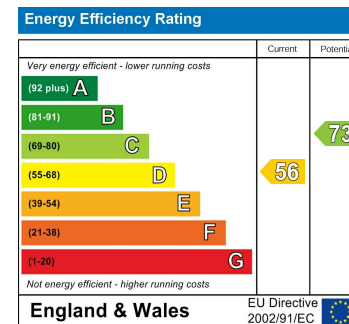 Energy Efficiency Rating
Current Potentia
Very energy efficient - lower running costs
(92 plus) A
(81-91) B
(69-80) C
73
(55-68) D
56
(39-54) E
(21-38) F
(1-20) G
Not energy efficient - higher running costs
England & Wales
EU Directive
2002/91/EC